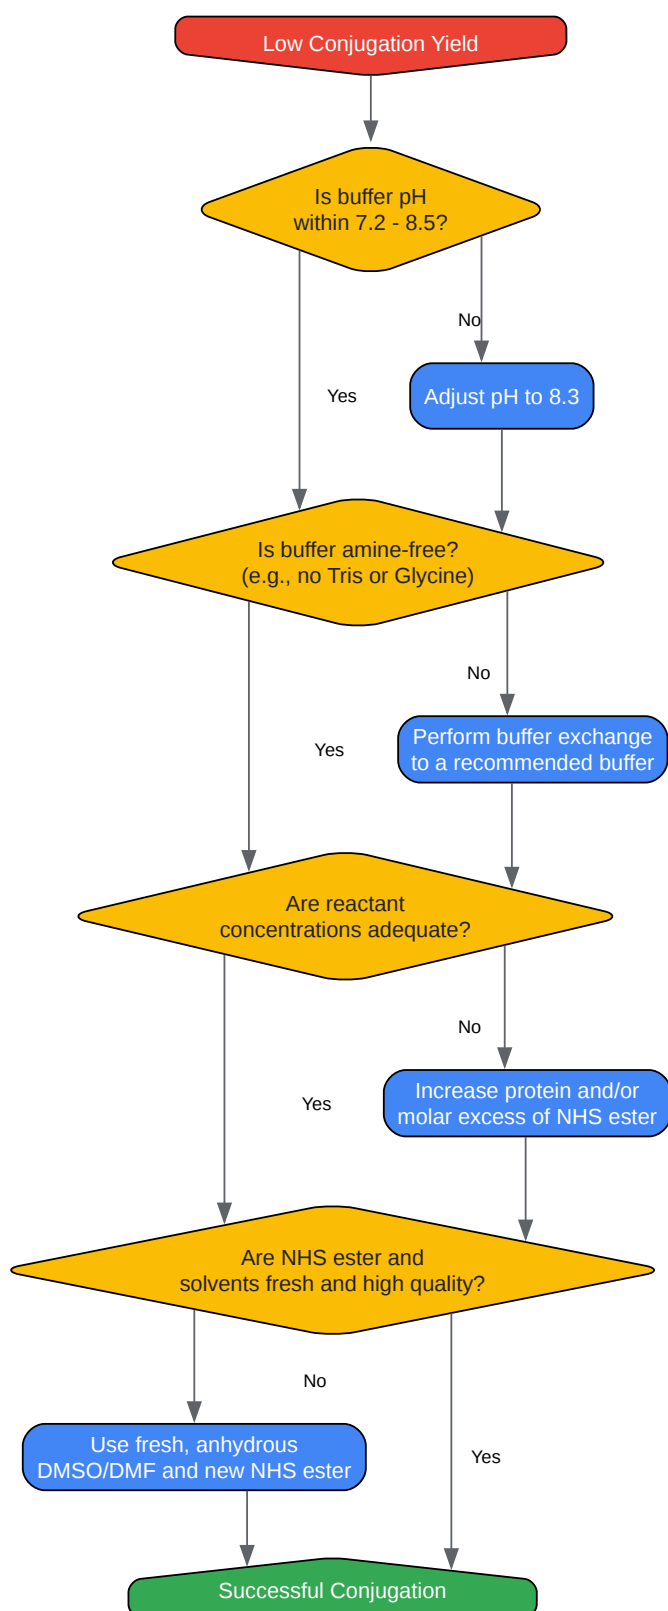 Low Conjugation Yield
Is buffer pH
within 7.2 - 8.5?
No
Yes
Adjust pH to 8.3
Is buffer amine-free?
(e.g., no Tris or Glycine)
No
Yes
Perform buffer exchange
to a recommended buffer
Are reactant
concentrations adequate?
No
Yes
Increase protein and/or
molar excess of NHS ester
Are NHS ester and
solvents fresh and high quality?
No
Use fresh, anhydrous
DMSO/DMF and new NHS ester
Yes
Successful Conjugation